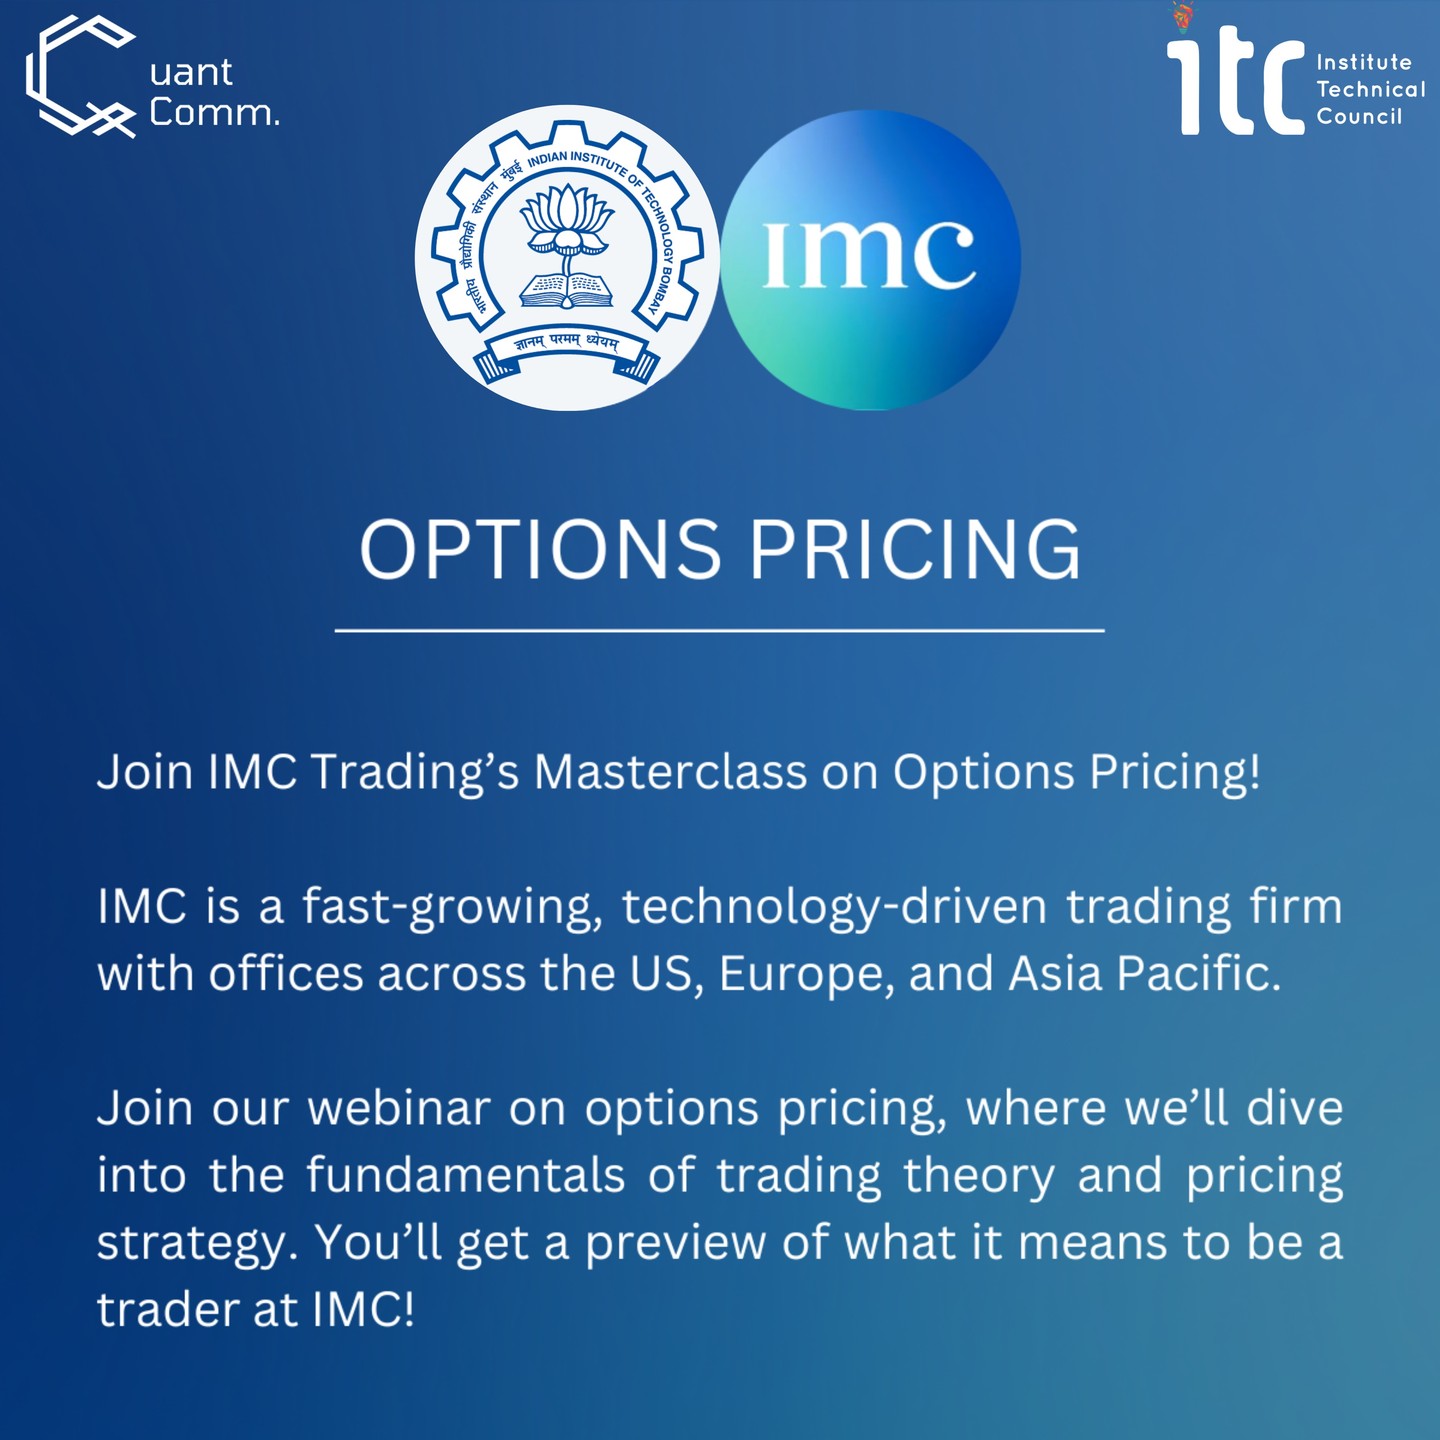 uant
Comm.
itc
Institute
Technical
Council
भारतीय प्रौद्योगिकी संस्थान मुंबई INDIAN INSTITUTE OF TECHNOLOGY BOMBAY
ज्ञानम् परमम् ध्येयम्
imc
OPTIONS PRICING
Join IMC Trading’s Masterclass on Options Pricing!
IMC is a fast-growing, technology-driven trading firm
with offices across the US, Europe, and Asia Pacific.
Join our webinar on options pricing, where we’ll dive
into the fundamentals of trading theory and pricing
strategy. You’ll get a preview of what it means to be a
trader at IMC!